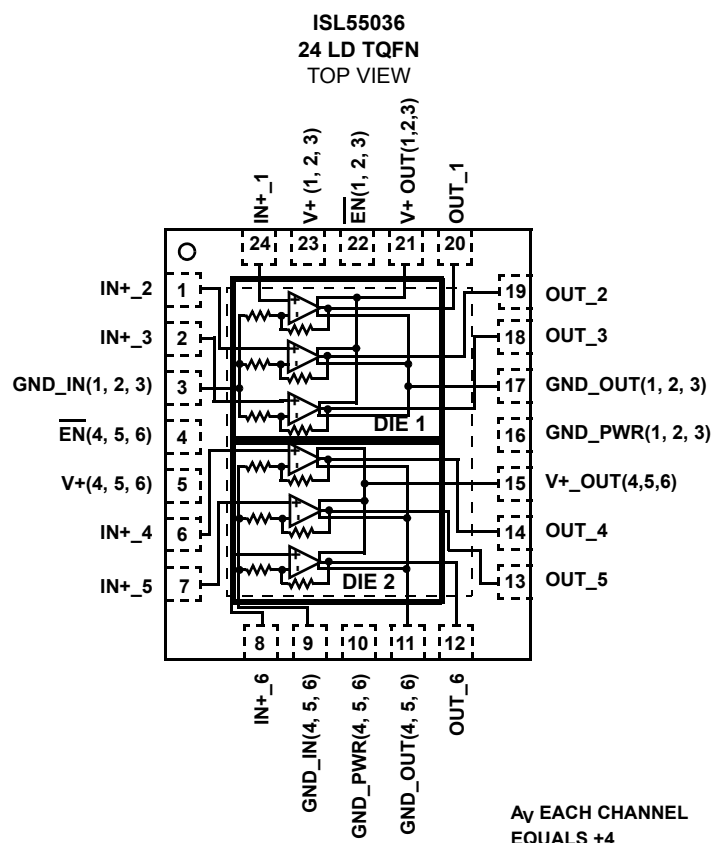 ISL55036
24 LD TQFN
TOP VIEW
IN+_1
V+ (1, 2, 3)
EN(1, 2, 3)
V+ OUT(1,2,3)
OUT_1
24
23
22
21
20
IN+_2
1
IN+_3
2
GND_IN(1, 2, 3)
3
EN(4, 5, 6)
4
V+(4, 5, 6)
5
IN+_4
6
IN+_5
7
+
-
+
-
+
-
DIE 1
+
-
+
-
+
-
DIE 2
19
OUT_2
18
OUT_3
17
GND_OUT(1, 2, 3)
16
GND_PWR(1, 2, 3)
15
V+_OUT(4,5,6)
14
OUT_4
13
OUT_5
8
9
10
11
12
IN+_6
GND_IN(4, 5, 6)
GND_PWR(4, 5, 6)
GND_OUT(4, 5, 6)
OUT_6
AV EACH CHANNEL
EQUALS +4